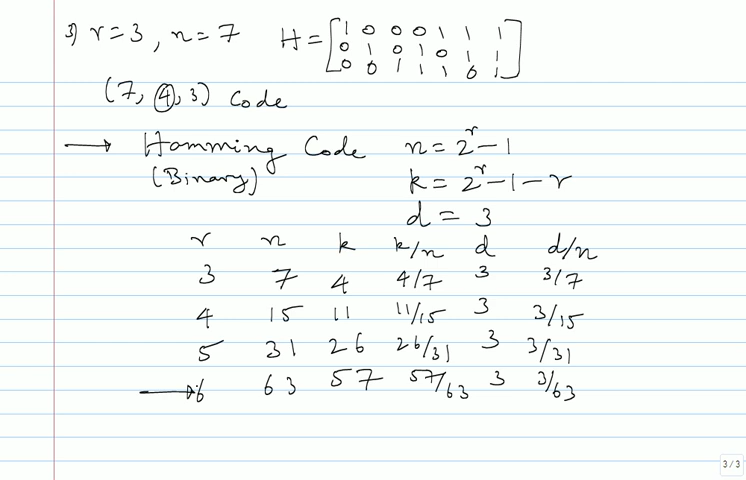 3) r=3, n=7 H = [1 0 0 0 1 1 1
0 1 0 1 0 1 1
0 0 1 1 1 0 1]
(7, 4, 3) Code
→ Hamming Code n = 2^r - 1
(Binary) k = 2^r - 1 - r
d = 3
r n k k/n d d/n
3 7 4 4/7 3 3/7
4 15 11 11/15 3 3/15
5 31 26 26/31 3 3/31
→ 6 63 57 57/63 3 3/63
3 / 3